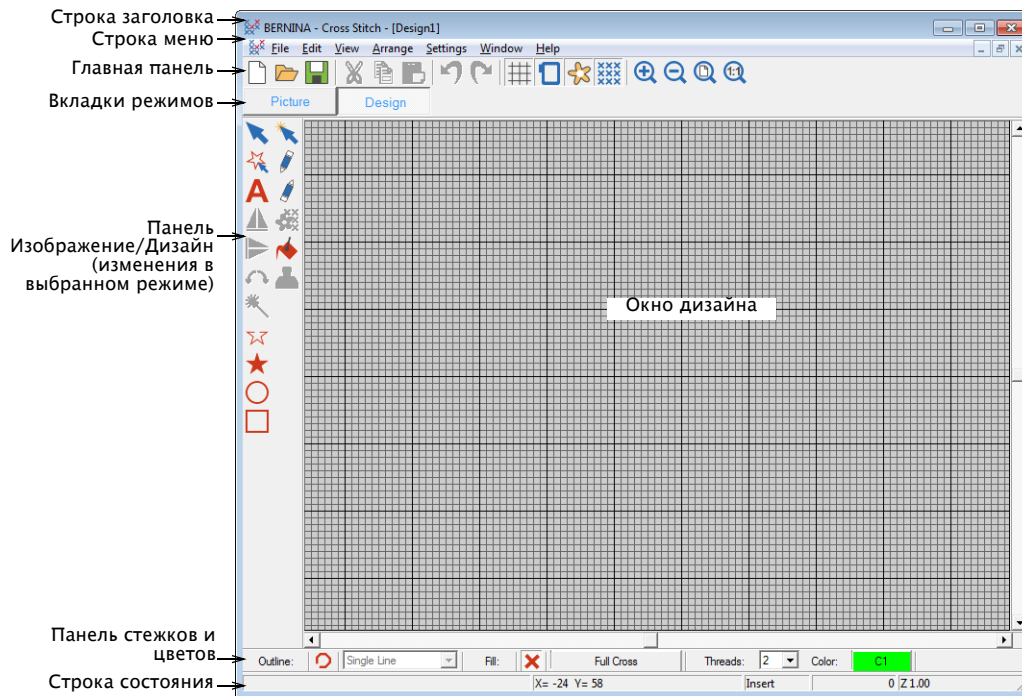 Строка заголовка
BERNINA - Cross Stitch - [Design1]
Строка меню
File Edit View Arrange Settings Window Help
Главная панель
1:1
Вкладки режимов
Picture Design
A
Панель
Изображение/Дизайн
(изменения в
выбранном режиме)
Окно дизайна
Панель стежков и
цветов
Outline: Single Line Fill: Full Cross Threads: 2 Color: C1
Строка состояния
X= -24 Y= 58 Insert 0 Z 1.00